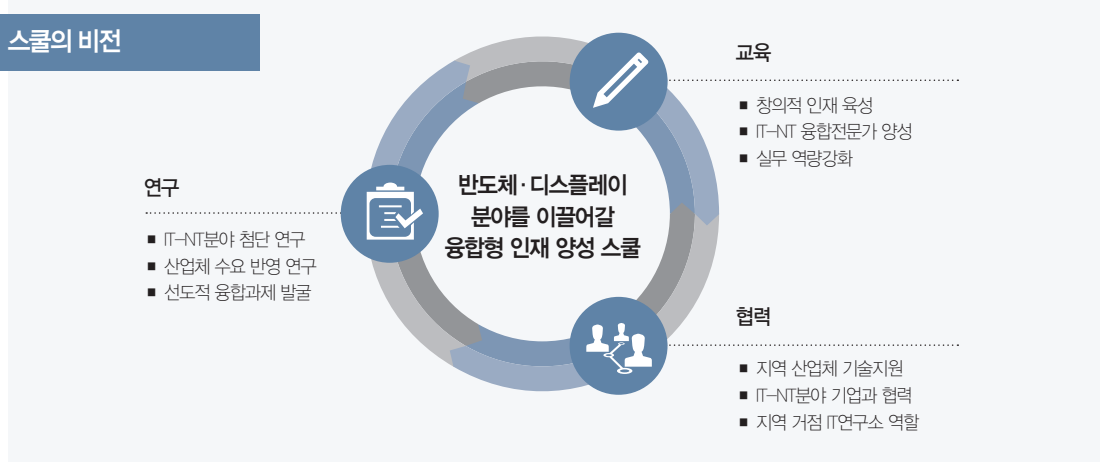 스쿨의 비전
교육
■ 창의적 인재 육성
■ IT-NT 융합전문가 양성
■ 실무 역량강화
연구
■ IT-NT분야 첨단 연구
■ 산업체 수요 반영 연구
■ 선도적 융합과제 발굴
반도체·디스플레이
분야를 이끌어갈
융합형 인재 양성 스쿨
협력
■ 지역 산업체 기술지원
■ IT-NT분야 기업과 협력
■ 지역 거점 IT연구소 역할